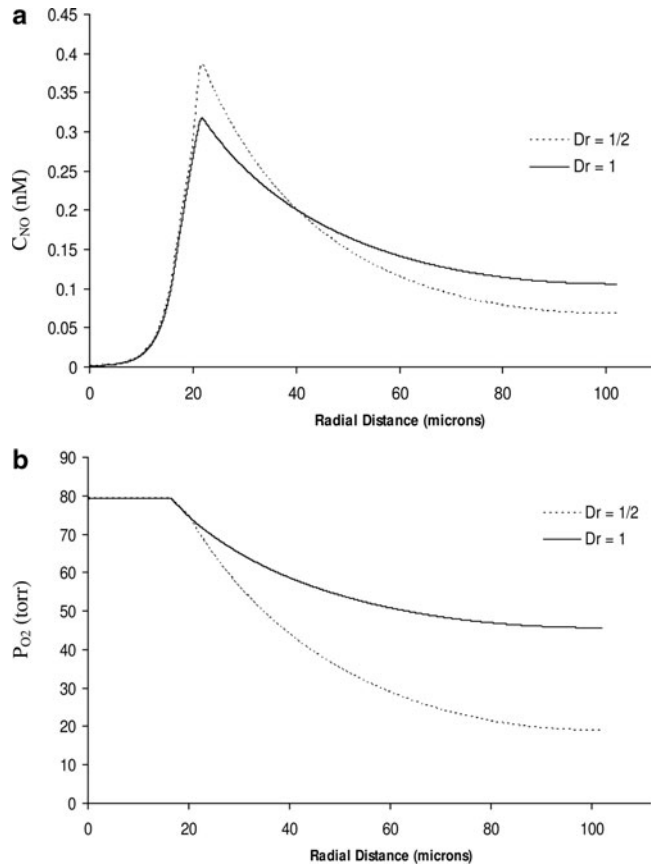 a
0.45
0.4
0.35
0.3
0.25
0.2
0.15
0.1
0.05
0
C_NO (nM)
Dr = 1/2
Dr = 1
0 20 40 60 80 100
Radial Distance (microns)
b
90
80
70
60
50
40
30
20
10
0
P_O2 (torr)
Dr = 1/2
Dr = 1
0 20 40 60 80 100
Radial Distance (microns)